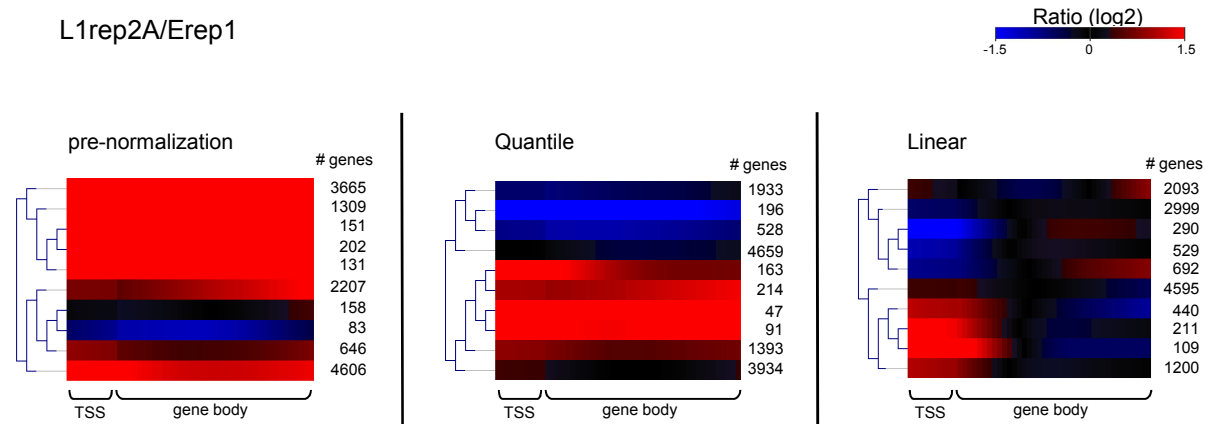 L1rep2A/Erep1
Ratio (log2)
-1.5 0 1.5
pre-normalization
# genes
3665
1309
151
202
131
2207
158
83
646
4606
TSS gene body
Quantile
# genes
1933
196
528
4659
163
214
47
91
1393
3934
TSS gene body
Linear
# genes
2093
2999
290
529
692
4595
440
211
109
1200
TSS gene body